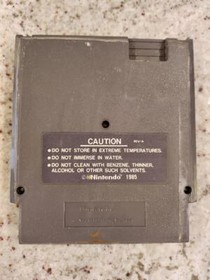 CAUTION
●DO NOT STORE IN EXTREME TEMPERATURES.
●DO NOT IMMERSE IN WATER.
●DO NOT CLEAN WITH BENZENE, THINNER,
ALCOHOL OR OTHER SUCH SOLVENTS.
©Nintendo® 1985